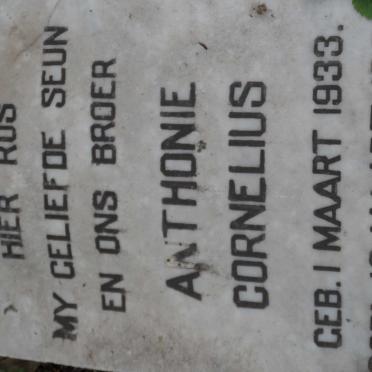 HIER RUS
MY GELIEFDE SEUN
EN ONS BROER
ANTHONIE
CORNELIUS
GEB. 1 MAART 1933.